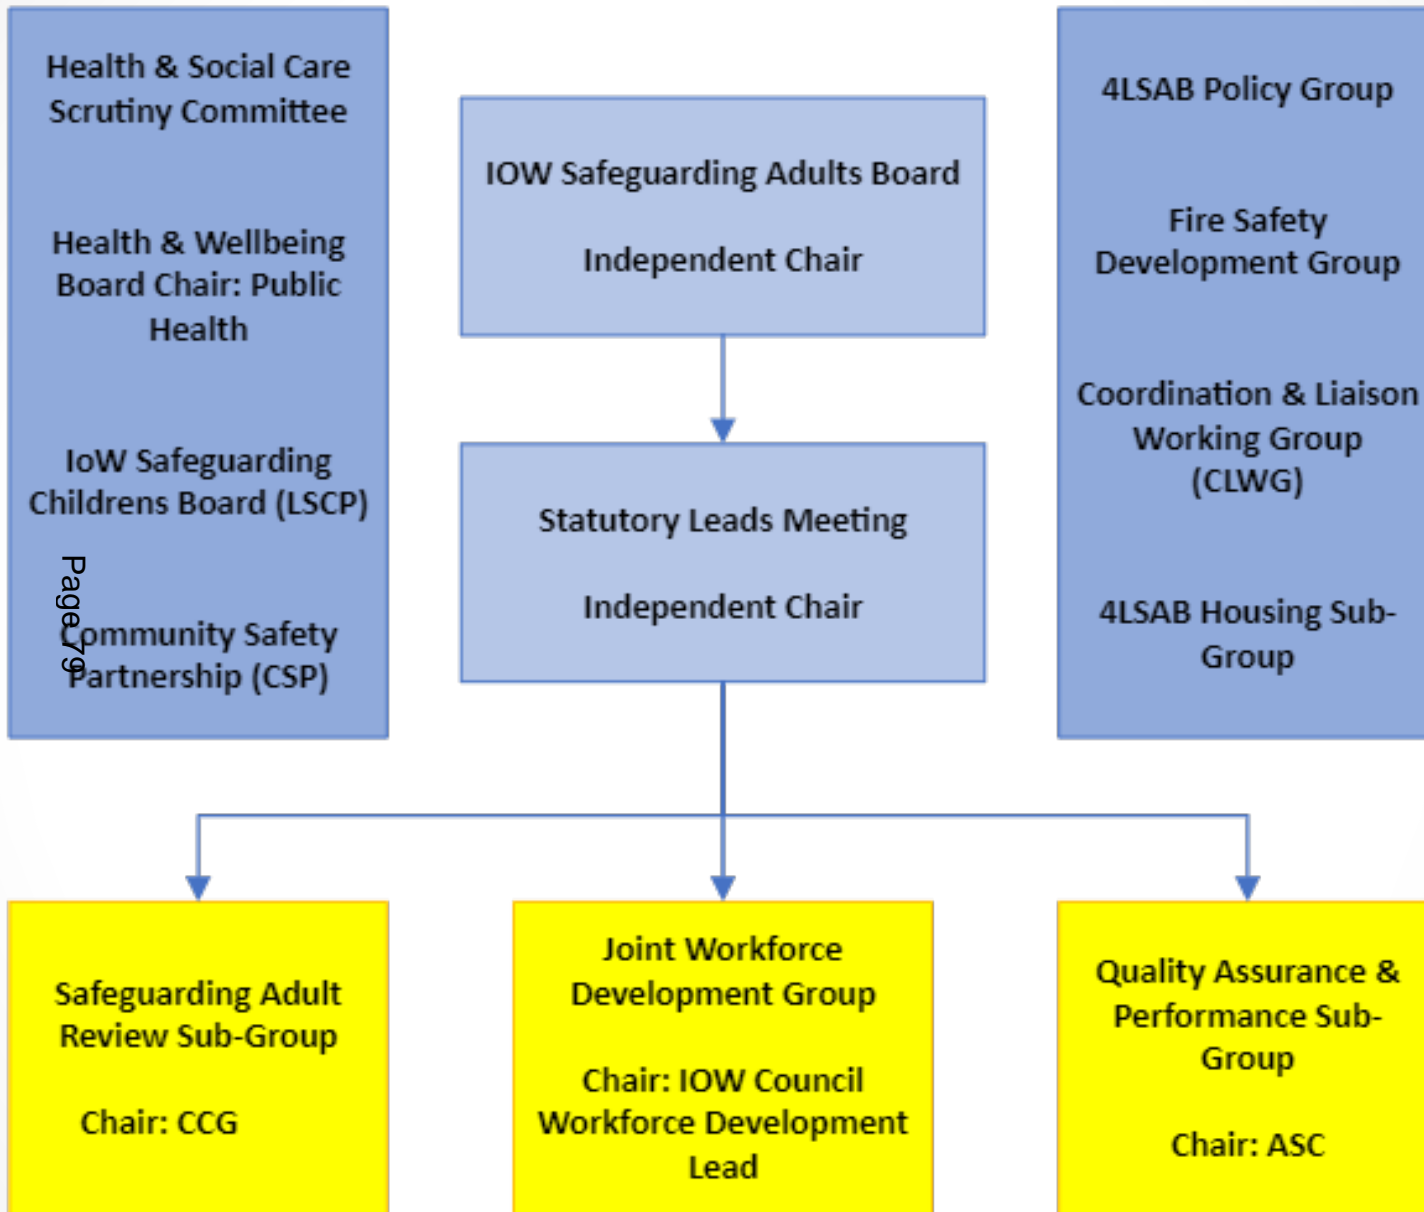 Health & Social Care
Scrutiny Committee
Health & Wellbeing
Board Chair: Public
Health
IoW Safeguarding
Childrens Board (LSCP)
Community Safety
Partnership (CSP)
Page 79
IOW Safeguarding Adults Board
Independent Chair
Statutory Leads Meeting
Independent Chair
4LSAB Policy Group
Fire Safety
Development Group
Coordination & Liaison
Working Group
(CLWG)
4LSAB Housing Sub-
Group
Safeguarding Adult
Review Sub-Group
Chair: CCG
Joint Workforce
Development Group
Chair: IOW Council
Workforce Development
Lead
Quality Assurance &
Performance Sub-
Group
Chair: ASC